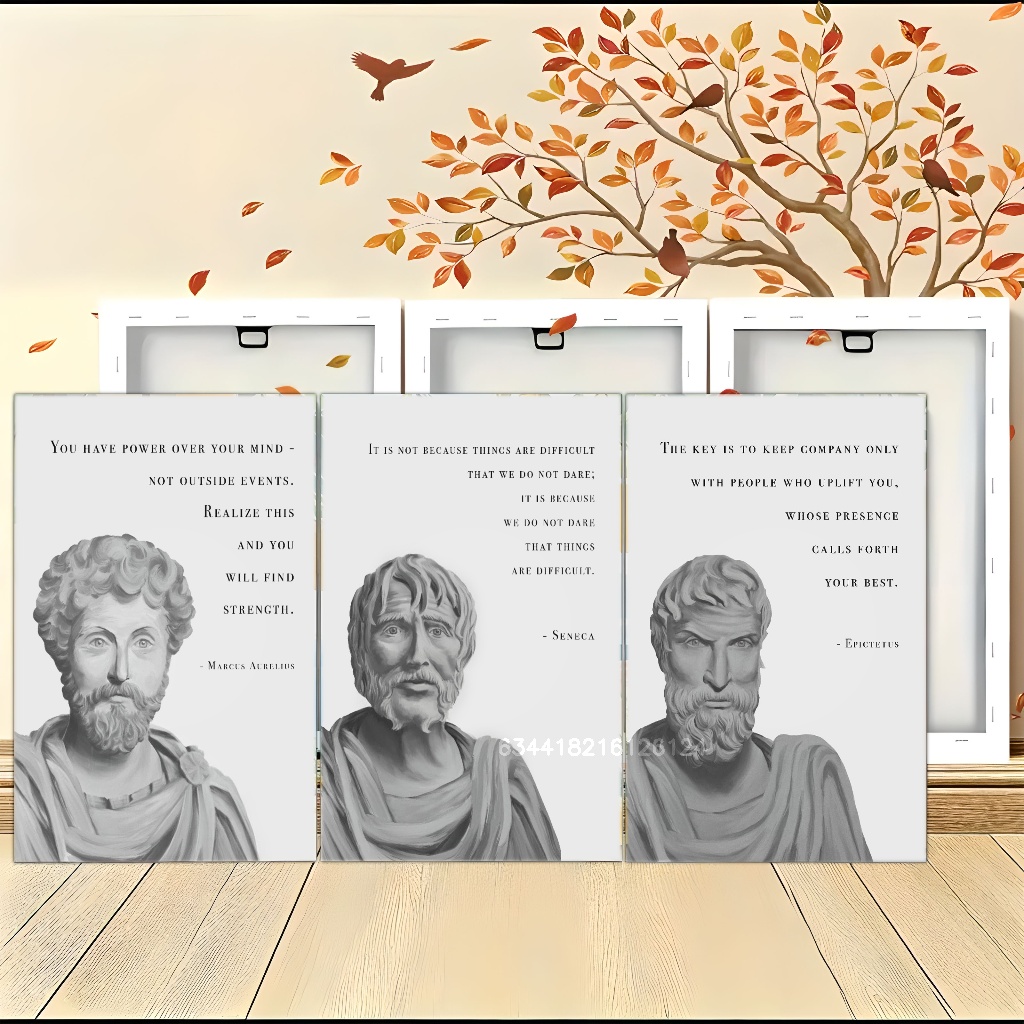 You have power over your mind -
not outside events.
Realize this
and you
will find
strength.
- Marcus Aurelius
It is not because things are difficult
that we do not dare;
it is because
we do not dare
that things
are difficult.
- Seneca
The key is to keep company only
with people who uplift you,
whose presence
calls forth
your best.
- Epictetus